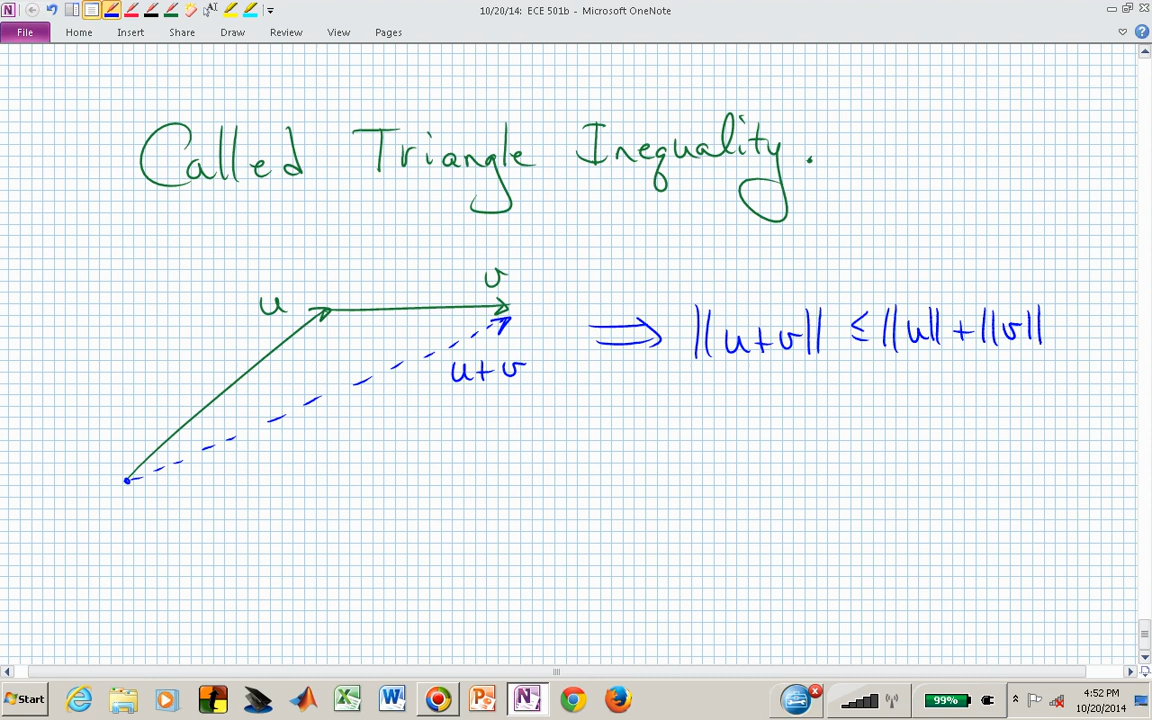 10/20/14: ECE 501b - Microsoft OneNote
File Home Insert Share Draw Review View Pages
Called Triangle Inequality.
v
u
⟹ ||u+v|| ≤ ||u|| + ||v||
u+v
Start
99%
4:52 PM
10/20/2014